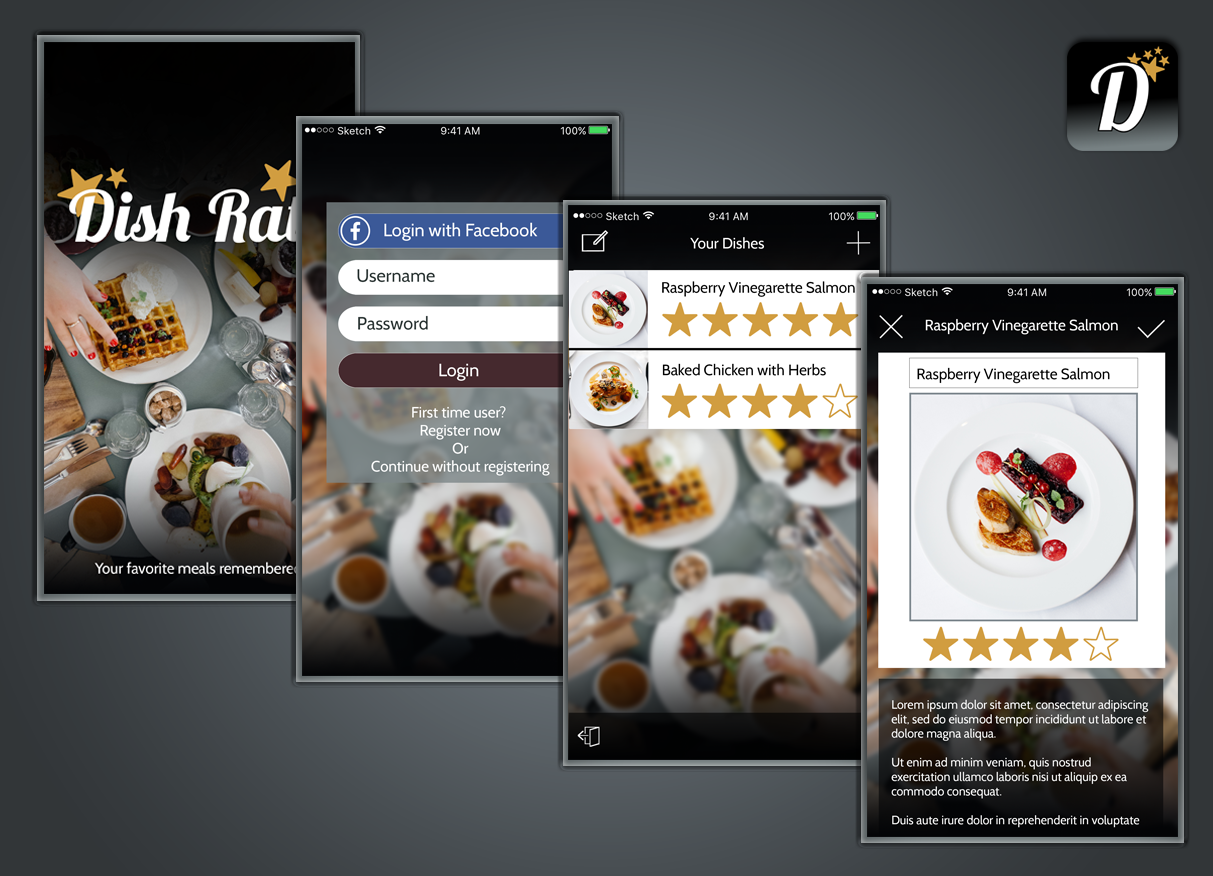 Dish Rat
Your favorite meals remembere
Sketch 9:41 AM 100%
Login with Facebook
Username
Password
Login
First time user?
Register now
Or
Continue without registering
Sketch 9:41 AM 100%
Your Dishes
Raspberry Vinegarette Salmon
Baked Chicken with Herbs
Sketch 9:41 AM 100%
Raspberry Vinegarette Salmon
Raspberry Vinegarette Salmon
Lorem ipsum dolor sit amet, consectetur adipiscing
elit, sed do eiusmod tempor incididunt ut labore et
dolore magna aliqua.
Ut enim ad minim veniam, quis nostrud
exercitation ullamco laboris nisi ut aliquip ex ea
commodo consequat.
Duis aute irure dolor in reprehenderit in voluptate
D